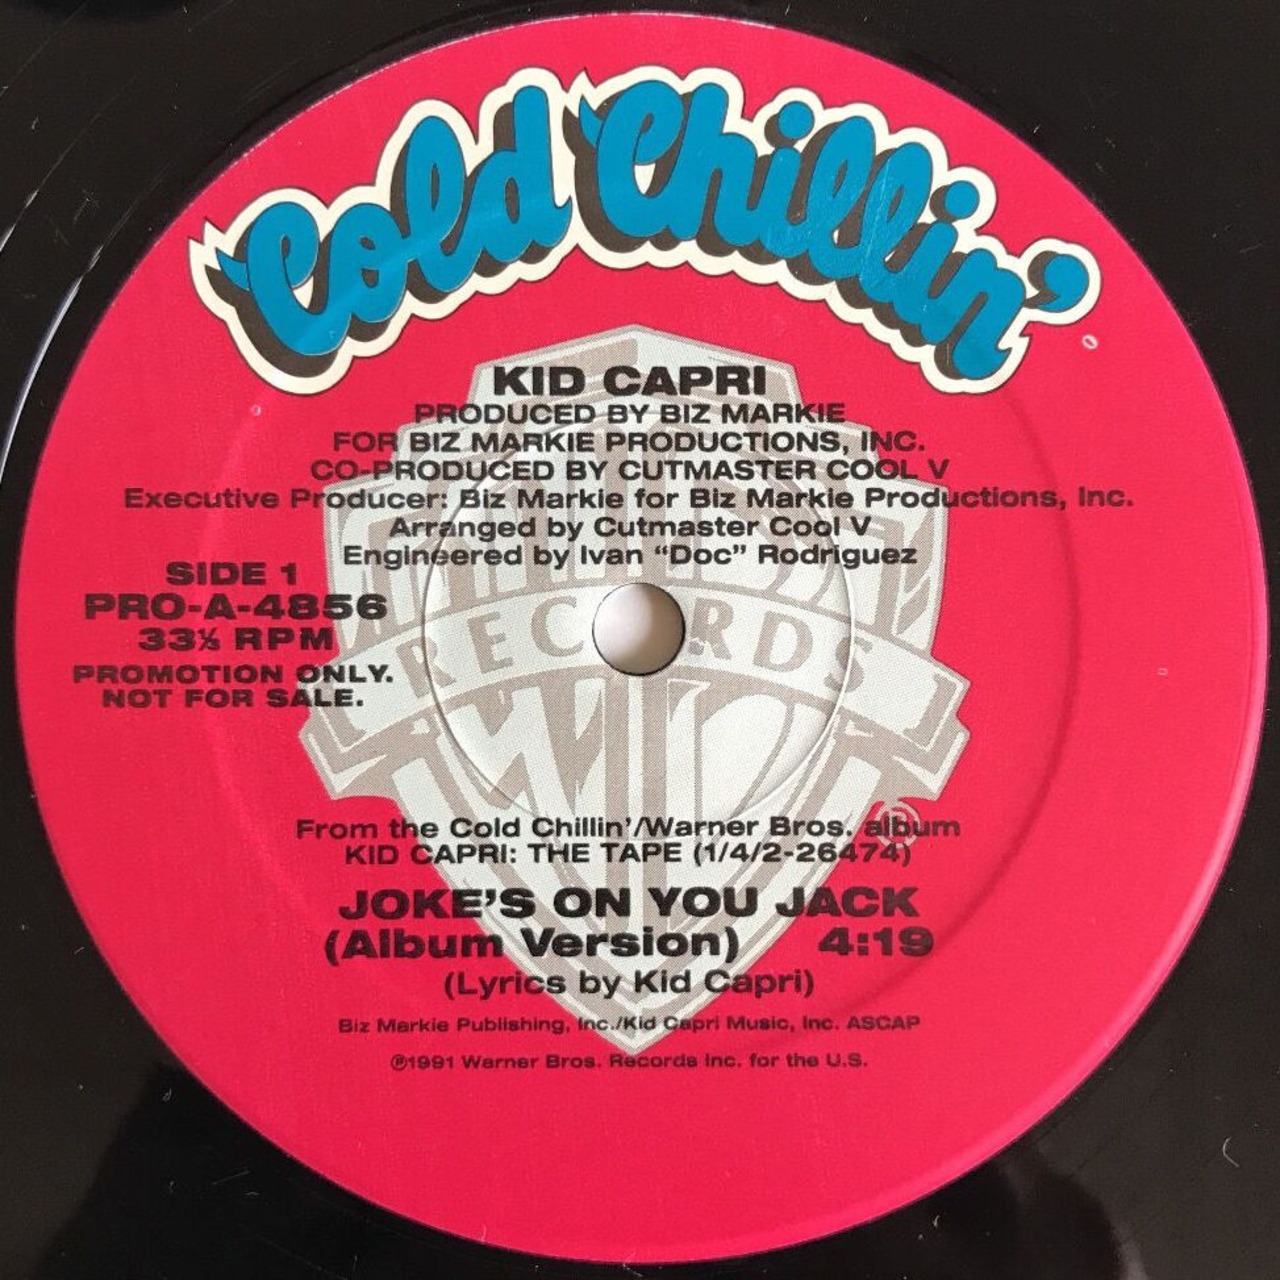 Cold Chillin'
KID CAPRI
PRODUCED BY BIZ MARKIE
FOR BIZ MARKIE PRODUCTIONS, INC.
CO-PRODUCED BY CUTMASTER COOL V
Executive Producer: Biz Markie for Biz Markie Productions, Inc.
Arranged by Cutmaster Cool V
Engineered by Ivan “Doc” Rodriguez
SIDE 1
PRO-A-4856
33⅓ RPM
PROMOTION ONLY.
NOT FOR SALE.
RECORDS
®
From the Cold Chillin'/Warner Bros. album
KID CAPRI: THE TAPE (1/4/2-26474)
JOKE'S ON YOU JACK
(Album Version) 4:19
(Lyrics by Kid Capri)
Biz Markie Publishing, Inc./Kid Capri Music, Inc. ASCAP
℗1991 Warner Bros. Records Inc. for the U.S.